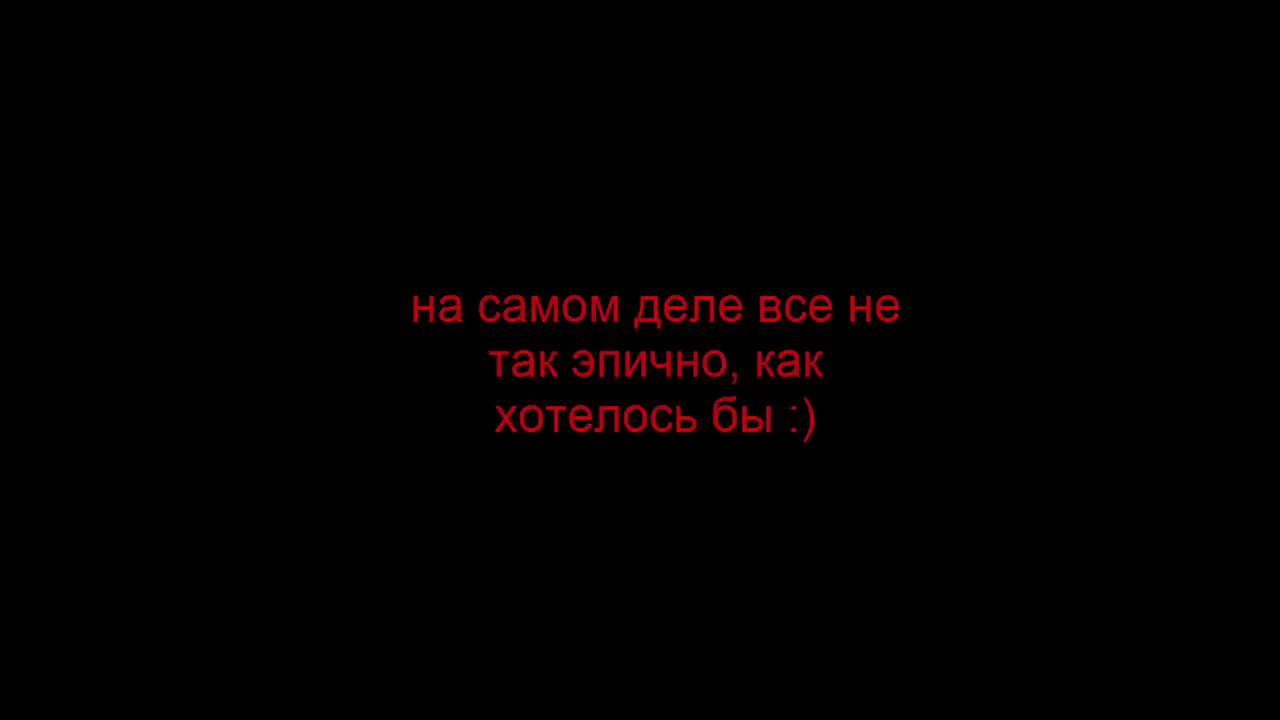 на самом деле все не
так эпично, как
хотелось бы :)